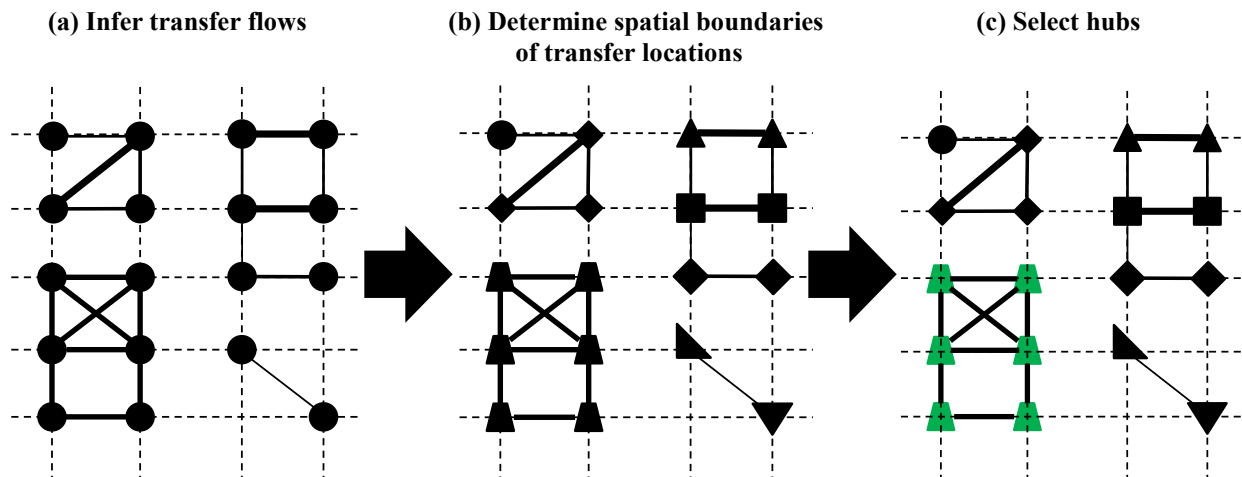 (a) Infer transfer flows
(b) Determine spatial boundaries
of transfer locations
(c) Select hubs